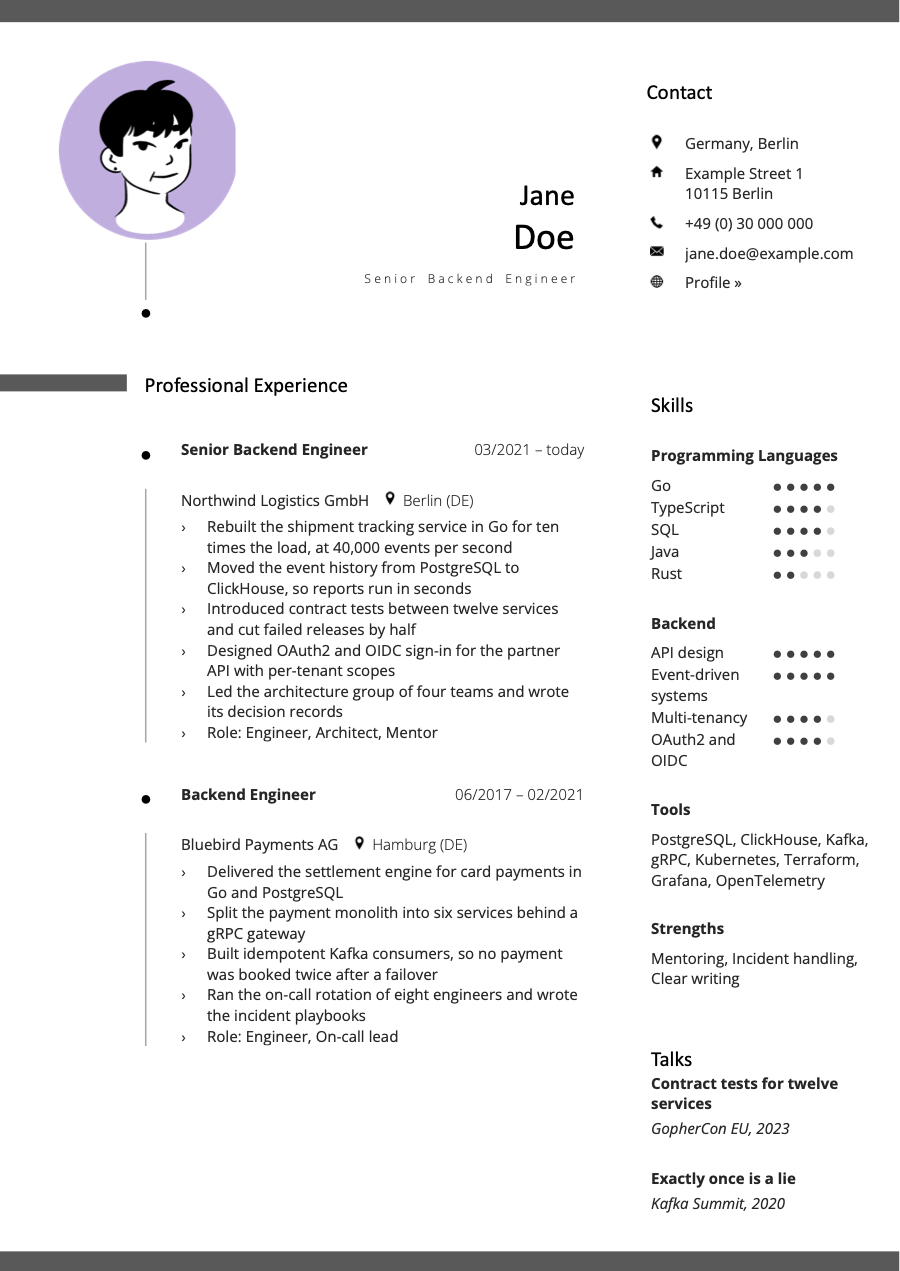 Jane
Doe
Senior Backend Engineer
Contact
Germany, Berlin
Example Street 1
10115 Berlin
+49 (0) 30 000 000
jane.doe@example.com
Profile »
Professional Experience
Senior Backend Engineer 03/2021 – today
Northwind Logistics GmbH Berlin (DE)
› Rebuilt the shipment tracking service in Go for ten
times the load, at 40,000 events per second
› Moved the event history from PostgreSQL to
ClickHouse, so reports run in seconds
› Introduced contract tests between twelve services
and cut failed releases by half
› Designed OAuth2 and OIDC sign-in for the partner
API with per-tenant scopes
› Led the architecture group of four teams and wrote
its decision records
› Role: Engineer, Architect, Mentor
Backend Engineer 06/2017 – 02/2021
Bluebird Payments AG Hamburg (DE)
› Delivered the settlement engine for card payments in
Go and PostgreSQL
› Split the payment monolith into six services behind a
gRPC gateway
› Built idempotent Kafka consumers, so no payment
was booked twice after a failover
› Ran the on-call rotation of eight engineers and wrote
the incident playbooks
› Role: Engineer, On-call lead
Skills
Programming Languages
Go
TypeScript
SQL
Java
Rust
Backend
API design
Event-driven
systems
Multi-tenancy
OAuth2 and
OIDC
Tools
PostgreSQL, ClickHouse, Kafka,
gRPC, Kubernetes, Terraform,
Grafana, OpenTelemetry
Strengths
Mentoring, Incident handling,
Clear writing
Talks
Contract tests for twelve
services
GopherCon EU, 2023
Exactly once is a lie
Kafka Summit, 2020